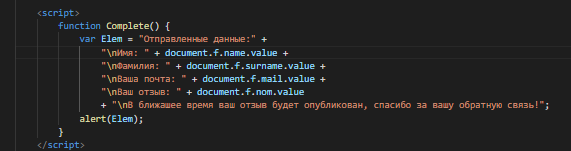 <script>
function Complete() {
var Elem = "Отправленные данные:" +
"\nИмя: " + document.f.name.value +
"\nФамилия: " + document.f.surname.value +
"\nВаша почта: " + document.f.mail.value +
"\nВаш отзыв: " + document.f.nom.value
+ "\nВ ближашее время ваш отзыв будет опубликован, спасибо за вашу обратную связь!";
alert(Elem);
}
</script>